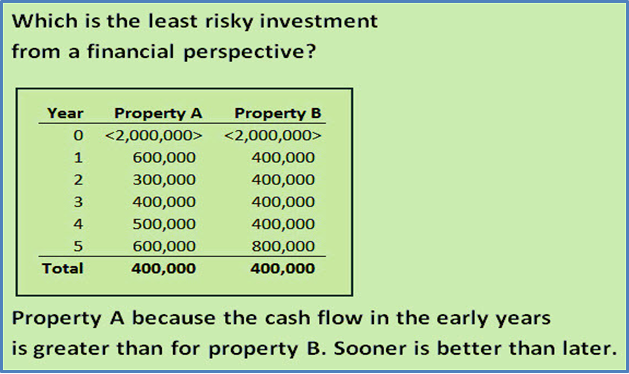 Which is the least risky investment
from a financial perspective?
Year Property A Property B
0 <2,000,000> <2,000,000>
1 600,000 400,000
2 300,000 400,000
3 400,000 400,000
4 500,000 400,000
5 600,000 800,000
Total 400,000 400,000
Property A because the cash flow in the early years
is greater than for property B. Sooner is better than later.